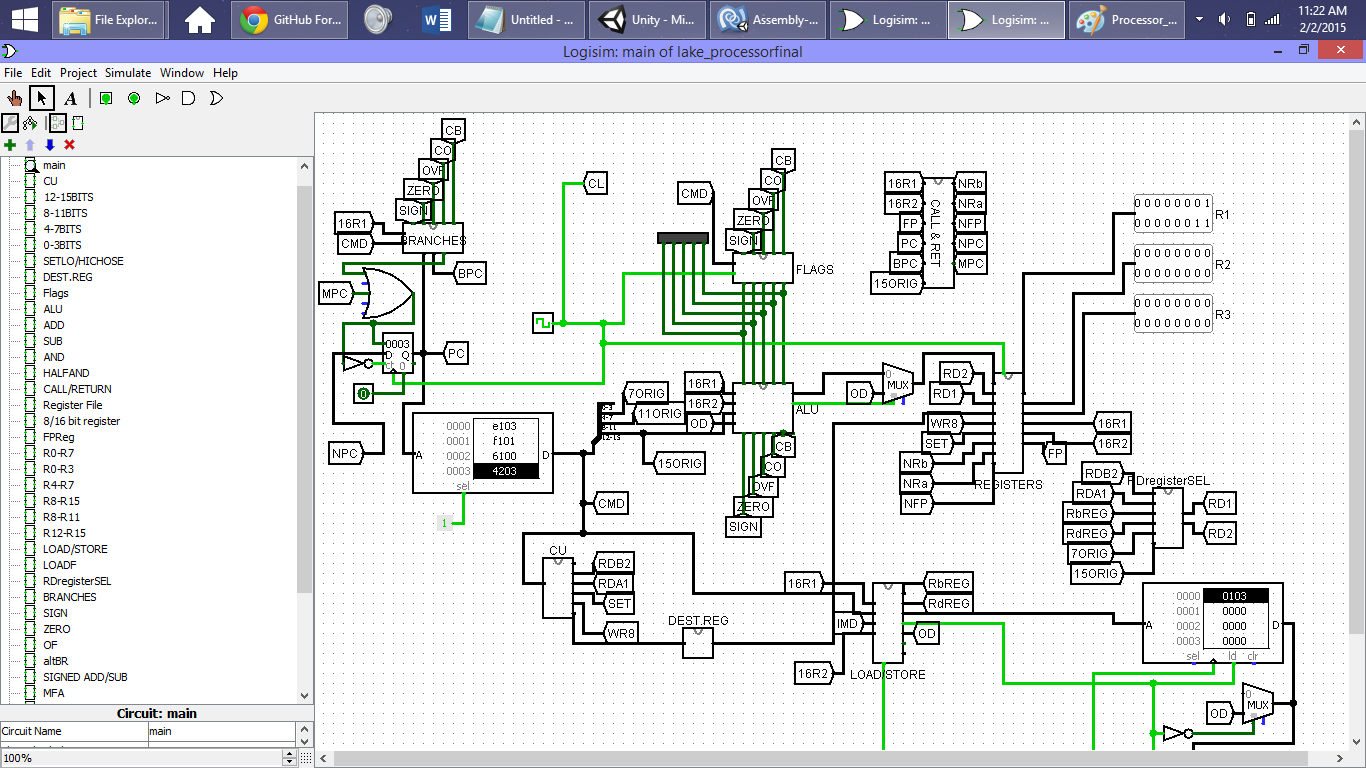 File Explor...
GitHub For...
Untitled - ...
Unity - Mi...
Assembly-...
Logisim: ...
Logisim: ...
Processor_...
11:22 AM
2/2/2015
Logisim: main of lake_processorfinal
File Edit Project Simulate Window Help
A
main
CU
12-15BITS
8-11BITS
4-7BITS
0-3BITS
SETLO/HICHOSE
DEST.REG
Flags
ALU
ADD
SUB
AND
HALFAND
CALL/RETURN
Register File
8/16 bit register
FPReg
R0-R7
R0-R3
R4-R7
R8-R15
R8-R11
R12-R15
LOAD/STORE
LOADF
RDregisterSEL
BRANCHES
SIGN
ZERO
OF
altBR
SIGNED ADD/SUB
MFA
Circuit: main
Circuit Name main
100%
CB
CO
OVF
ZERO
SIGN
16R1
CMD
BRANCHES
BPC
MPC
0003
D Q
0
PC
NPC
0
CL
CMD
CB
CO
OVF
ZERO
SIGN
FLAGS
16R1
16R2
FP
PC
BPC
15ORIG
CALL & RET
NRb
NRa
NFP
NPC
MPC
0 0 0 0 0 0 0 1
0 0 0 0 0 0 1 1
R1
0 0 0 0 0 0 0 0
0 0 0 0 0 0 0 0
R2
0 0 0 0 0 0 0 0
0 0 0 0 0 0 0 0
R3
A
0000 e103
0001 f101
0002 6100
0003 4203
D
sel
1
7ORIG
11ORIG
15ORIG
12-15
16R1
16R2
OD
ALU
CB
CO
OVF
ZERO
SIGN
OD
0
MUX
RD2
RD1
WR8
SET
NRb
NRa
NFP
REGISTERS
16R1
16R2
FP
CMD
CU
RDB2
RDA1
SET
WR8
DEST.REG
RDB2
RDA1
RbREG
RdREG
7ORIG
15ORIG
RDregisterSEL
RD1
RD2
16R1
IMD
16R2
RbREG
RdREG
OD
LOAD/STORE
A
0000 0103
0001 0000
0002 0000
0003 0000
D
sel ld clr
OD
0
MUX